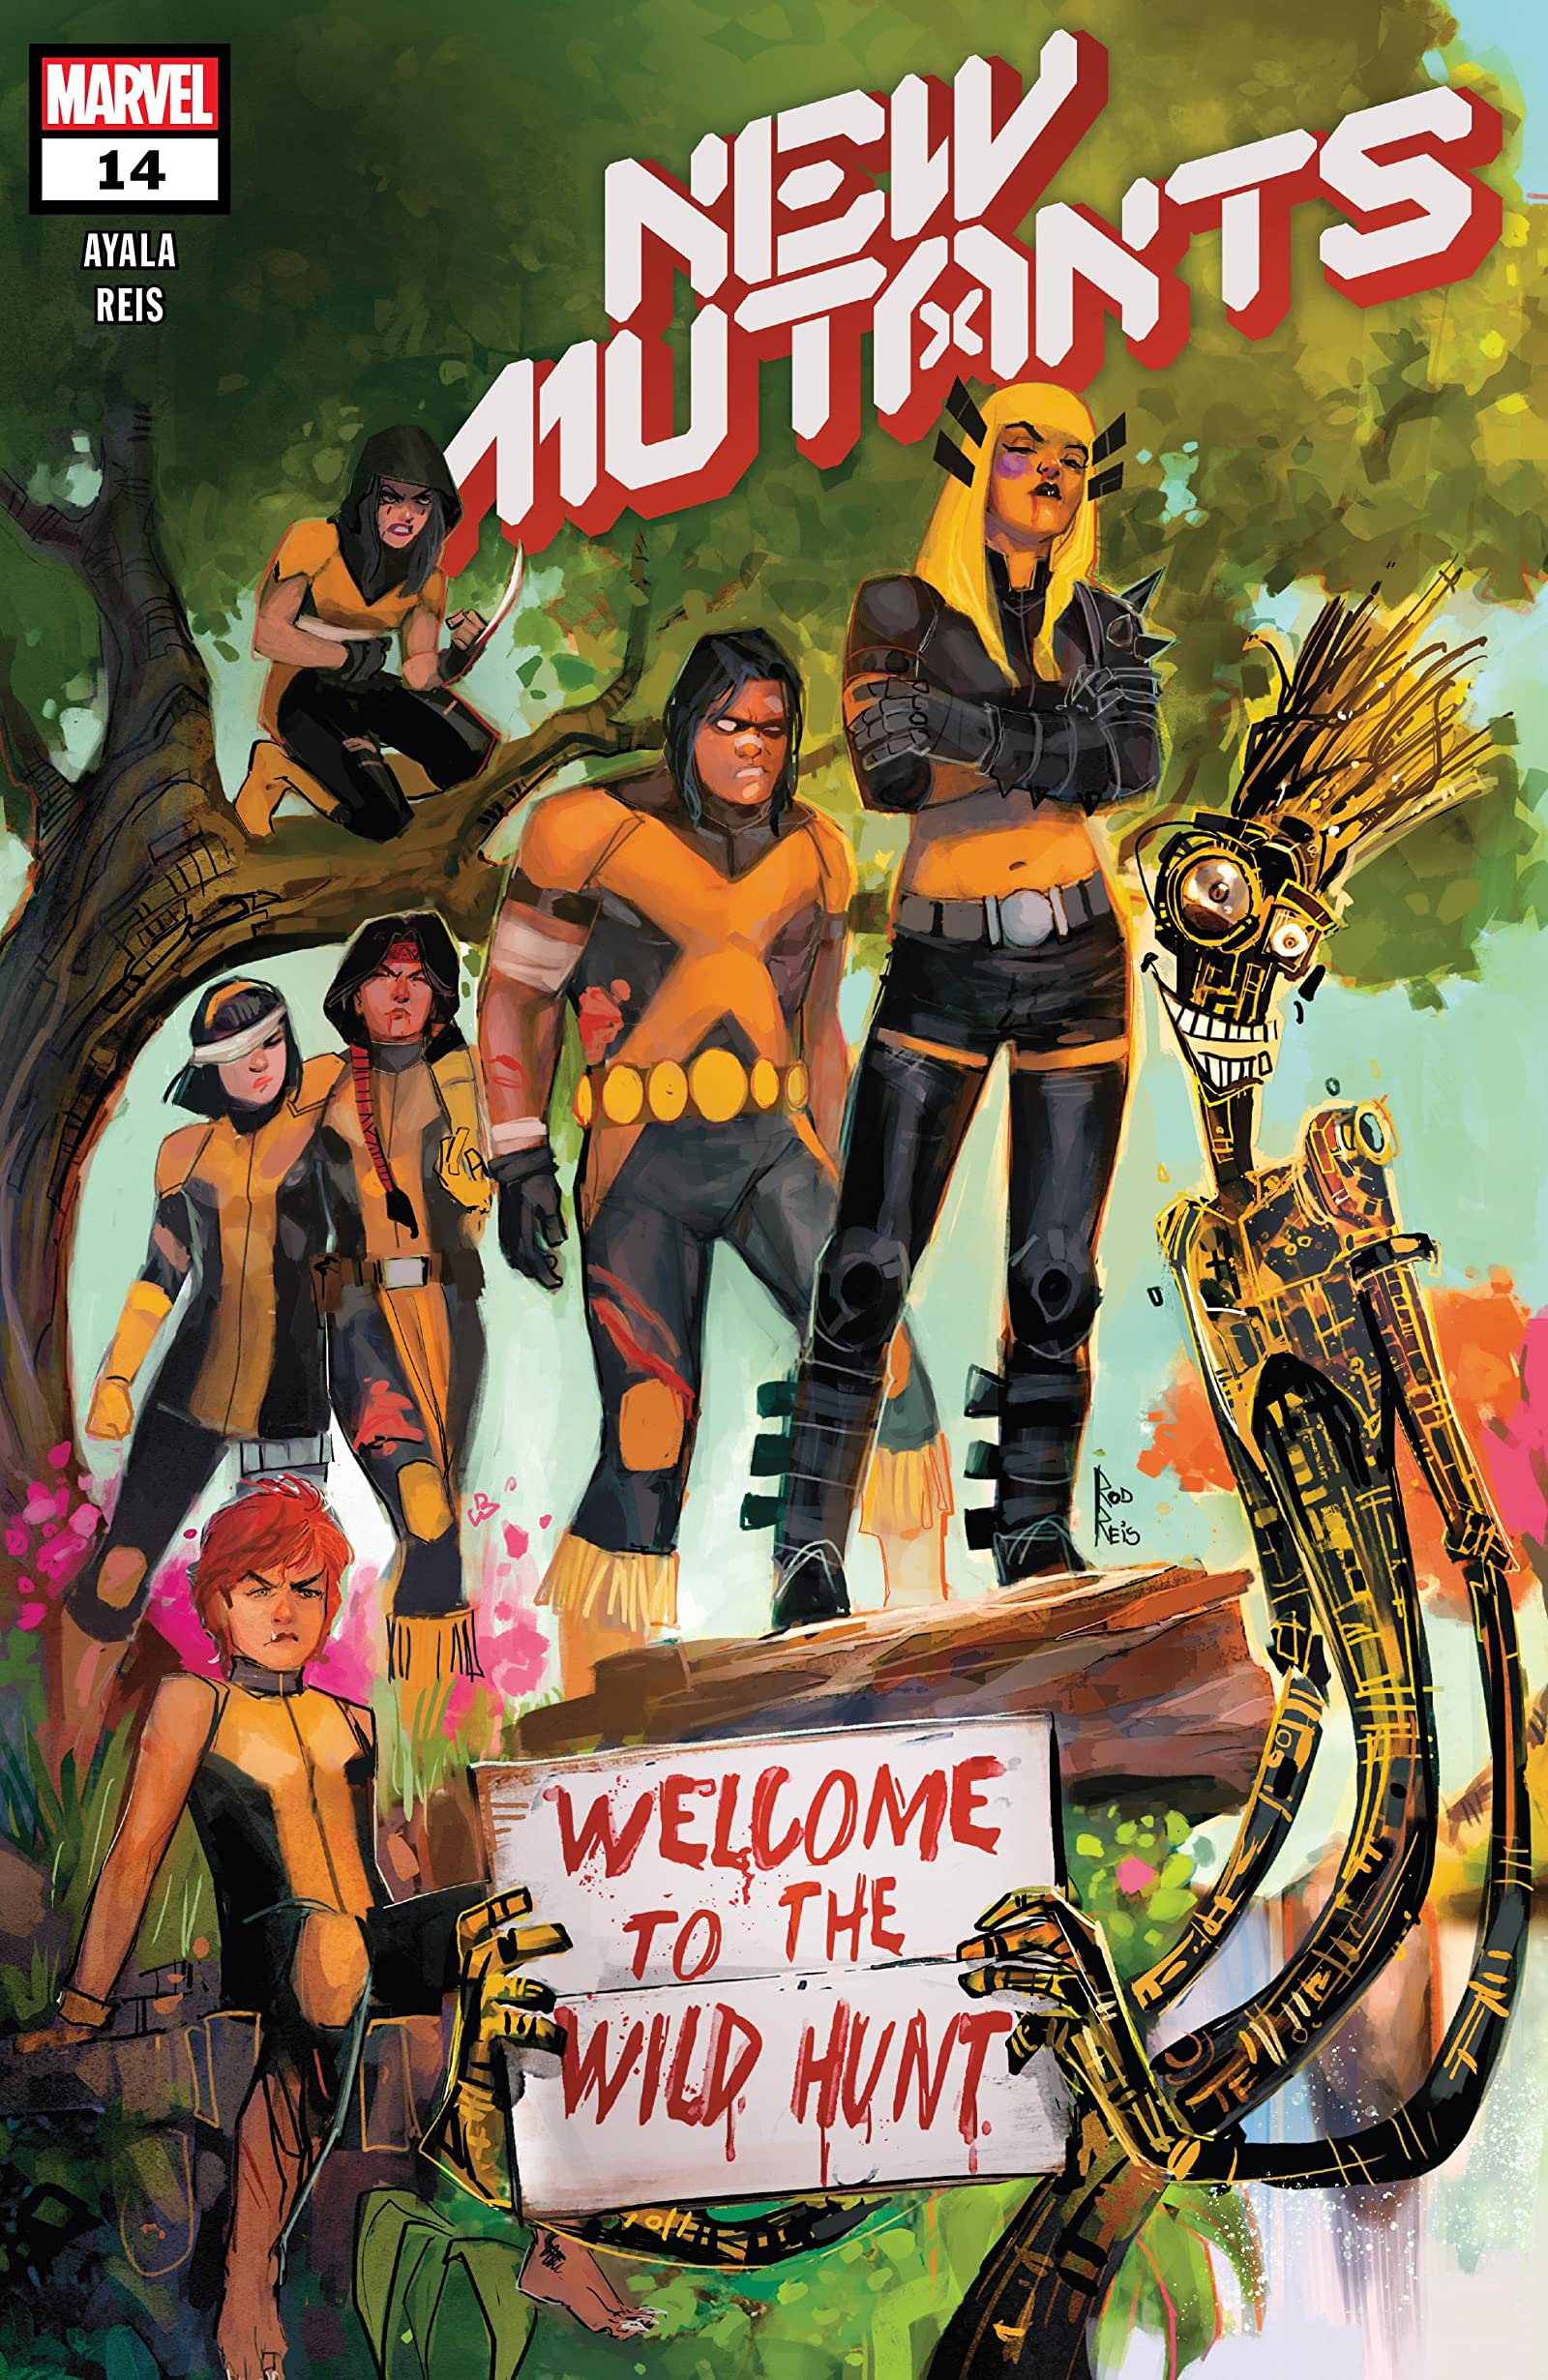 MARVEL
14
AYALA
REIS
NEW
MUTANTS
ROD
REIS
WELCOME
TO THE
WILD HUNT.